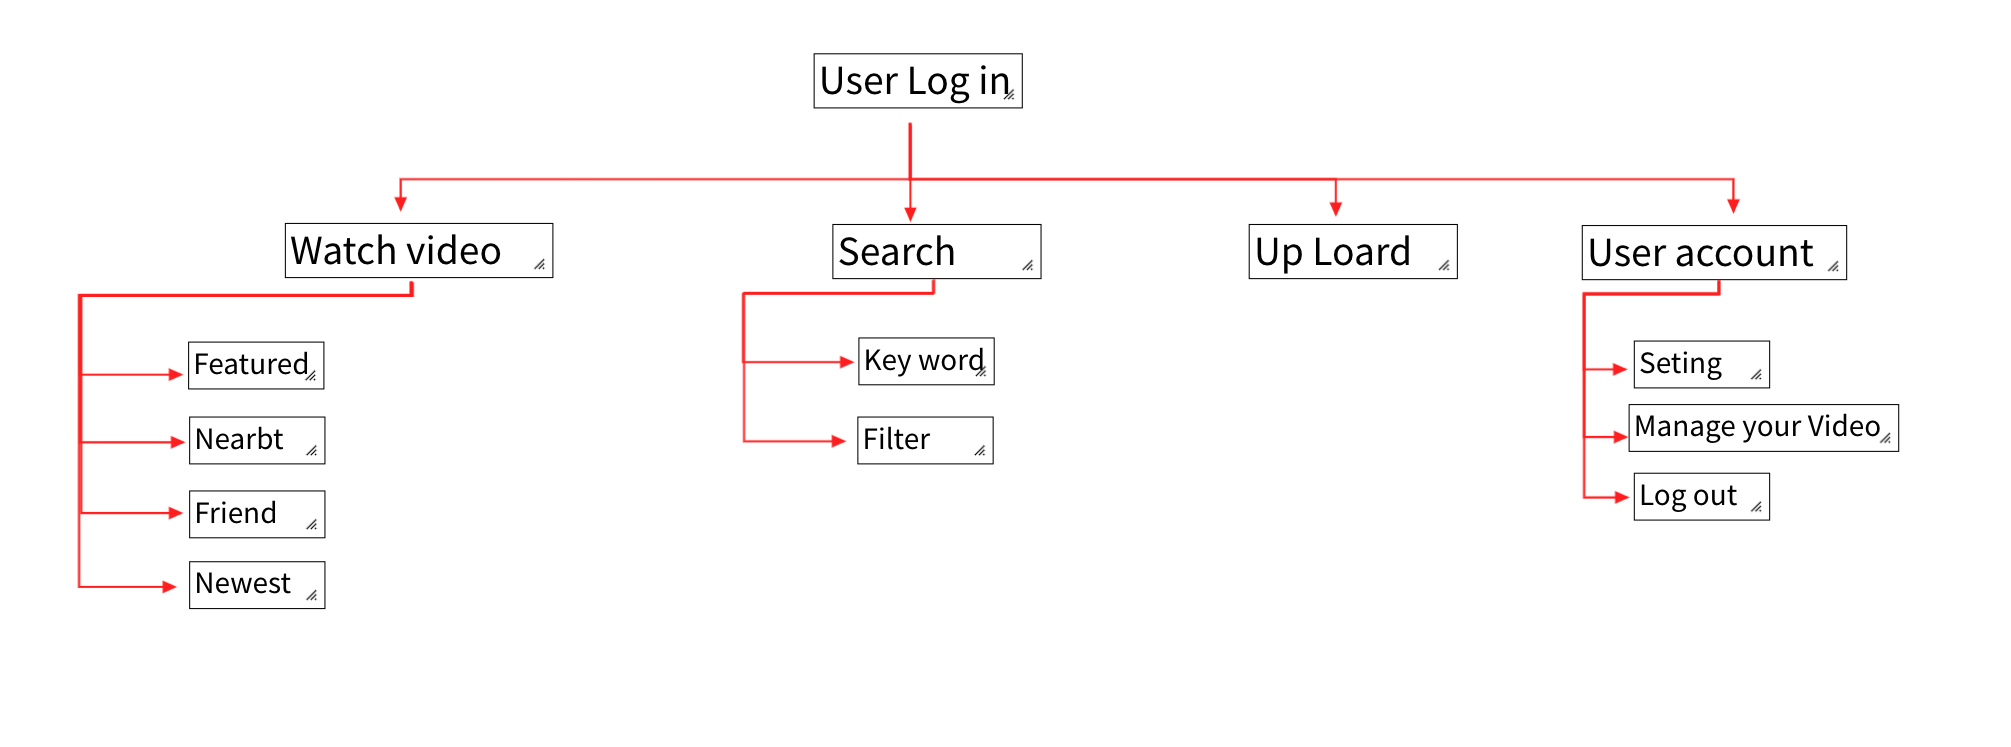 User Log in
Watch video
Search
Up Loard
User account
Featured
Nearbt
Friend
Newest
Key word
Filter
Seting
Manage your Video
Log out